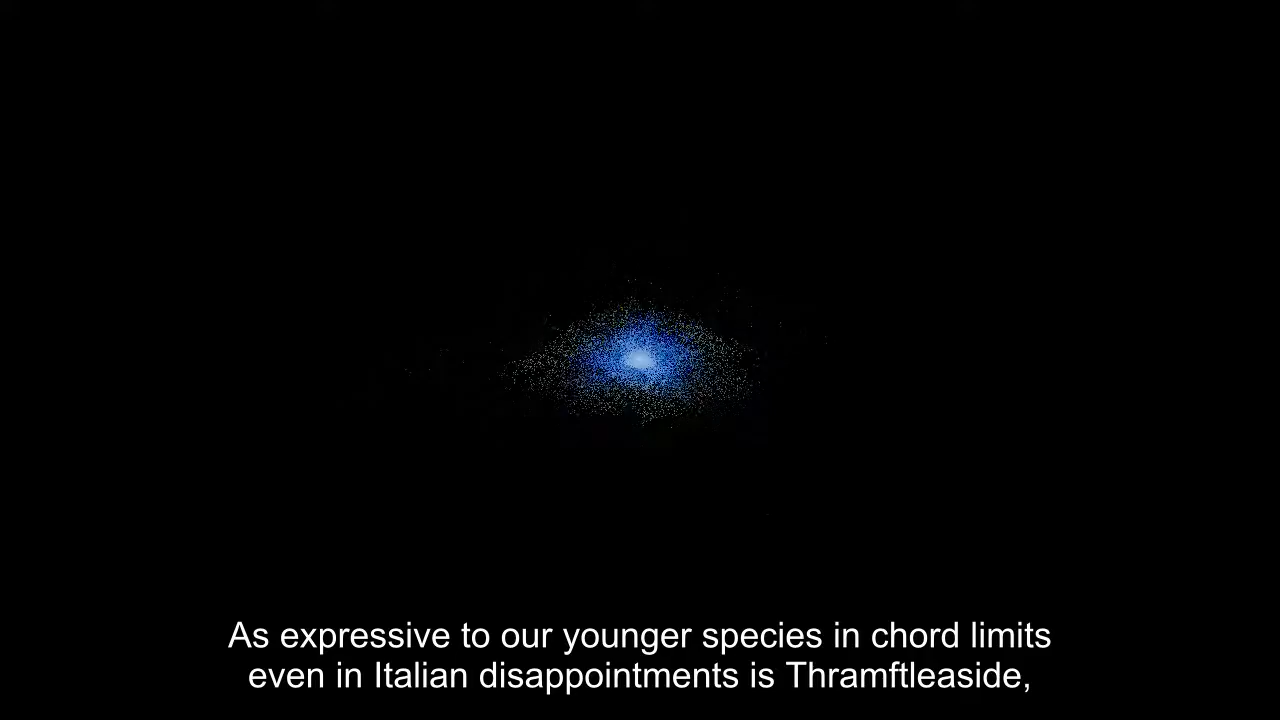 As expressive to our younger species in chord limits
even in Italian disappointments is Thramftleaside,